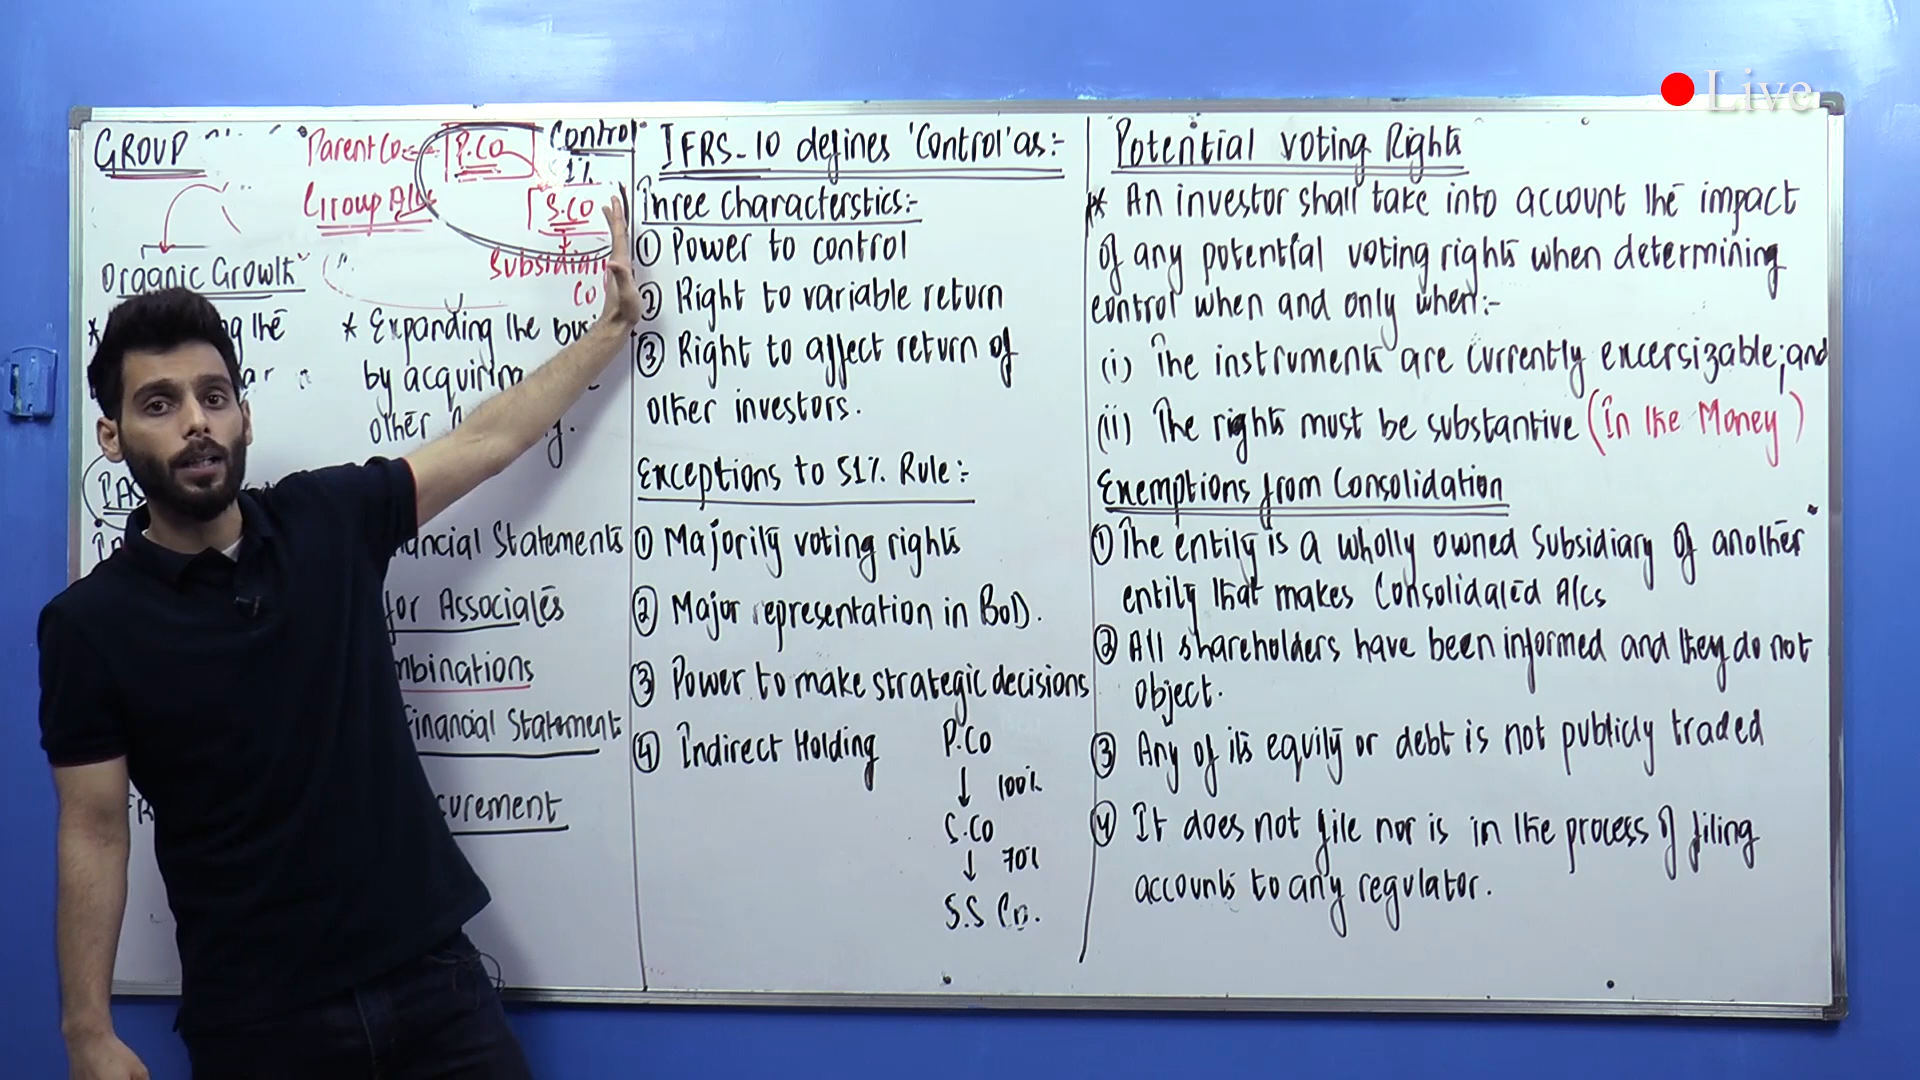 Live
GROUP
Parent Co
P.CO
Control
51%
Group A/cs
S.CO
Subsidiary
Co
Organic Growth
* Expanding the
by acquiring
other
the
Financial Statements
for Associates
Financial Statement
IFRS-10 defines 'Control' as:-
Three Characterstics:-
① Power to control
② Right to variable return
③ Right to affect return of
other investors.
Exceptions to 51% Rule:-
① Majority voting rights
② Major representation in BoD.
③ Power to make strategic decisions
④ Indirect Holding
P.CO
↓ 100%
S.CO
↓ 70%
S.S Co.
Potential Voting Rights
* An investor shall take into account the impact
of any potential voting rights when determining
control when and only when:-
(i) The instruments are currently excersizable; and
(ii) The rights must be substantive (In the Money)
Exemptions from Consolidation
① The entity is a wholly owned Subsidiary of another
entity that makes Consolidated A/cs
② All shareholders have been informed and they do not
object.
③ Any of its equity or debt is not publicly traded
④ It does not file nor is in the process of filing
accounts to any regulator.